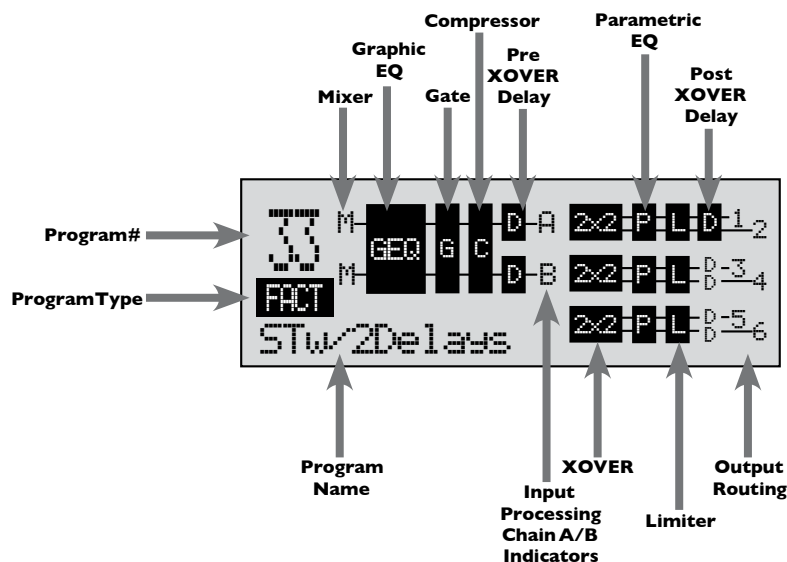 Compressor
Parametric
EQ
Graphic
EQ
Pre
XOVER
Delay
Post
XOVER
Delay
Mixer
Gate
Program#
ProgramType
33
FACT
STw/2Delays
M
M
GEQ
G
C
D
D
A
B
2x2
P
L
D
1
2
2x2
P
L
D
D
3
4
2x2
P
L
D
D
5
6
Program
Name
XOVER
Input
Processing
Chain A/B
Indicators
Limiter
Output
Routing